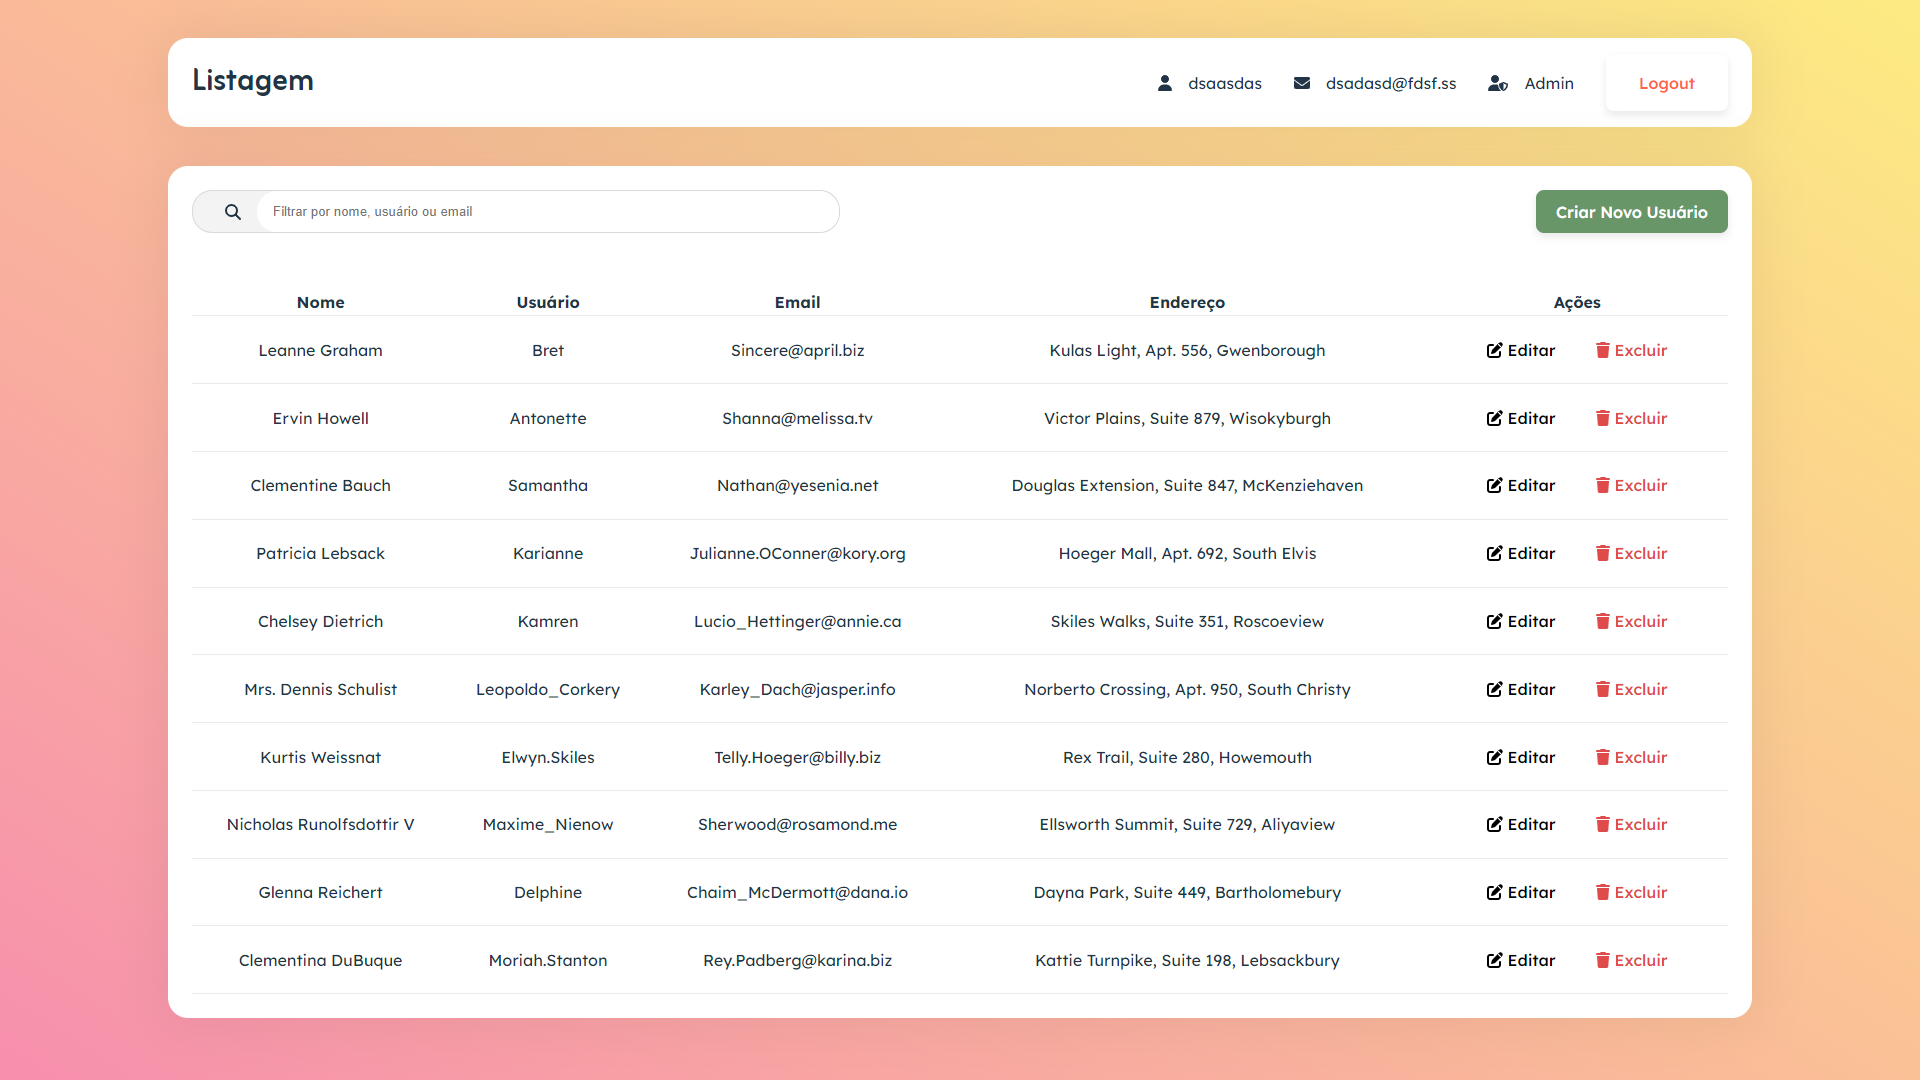 Listagem dsaasdas dsadasd@fdsf.ss Admin Logout
Filtrar por nome, usuário ou email Criar Novo Usuário
Nome Usuário Email Endereço Ações
Leanne Graham Bret Sincere@april.biz Kulas Light, Apt. 556, Gwenborough Editar Excluir
Ervin Howell Antonette Shanna@melissa.tv Victor Plains, Suite 879, Wisokyburgh Editar Excluir
Clementine Bauch Samantha Nathan@yesenia.net Douglas Extension, Suite 847, McKenziehaven Editar Excluir
Patricia Lebsack Karianne Julianne.OConner@kory.org Hoeger Mall, Apt. 692, South Elvis Editar Excluir
Chelsey Dietrich Kamren Lucio_Hettinger@annie.ca Skiles Walks, Suite 351, Roscoeview Editar Excluir
Mrs. Dennis Schulist Leopoldo_Corkery Karley_Dach@jasper.info Norberto Crossing, Apt. 950, South Christy Editar Excluir
Kurtis Weissnat Elwyn.Skiles Telly.Hoeger@billy.biz Rex Trail, Suite 280, Howemouth Editar Excluir
Nicholas Runolfsdottir V Maxime_Nienow Sherwood@rosamond.me Ellsworth Summit, Suite 729, Aliyaview Editar Excluir
Glenna Reichert Delphine Chaim_McDermott@dana.io Dayna Park, Suite 449, Bartholomebury Editar Excluir
Clementina DuBuque Moriah.Stanton Rey.Padberg@karina.biz Kattie Turnpike, Suite 198, Lebsackbury Editar Excluir